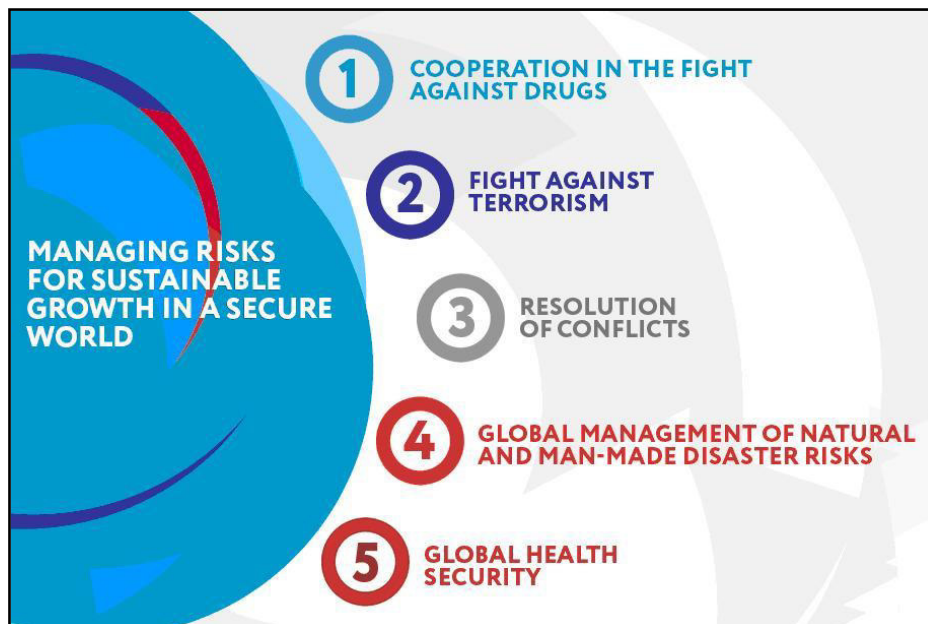 MANAGING RISKS
FOR SUSTAINABLE
GROWTH IN A SECURE
WORLD
1
COOPERATION IN THE FIGHT
AGAINST DRUGS
2
FIGHT AGAINST
TERRORISM
3
RESOLUTION
OF CONFLICTS
4
GLOBAL MANAGEMENT OF NATURAL
AND MAN-MADE DISASTER RISKS
5
GLOBAL HEALTH
SECURITY